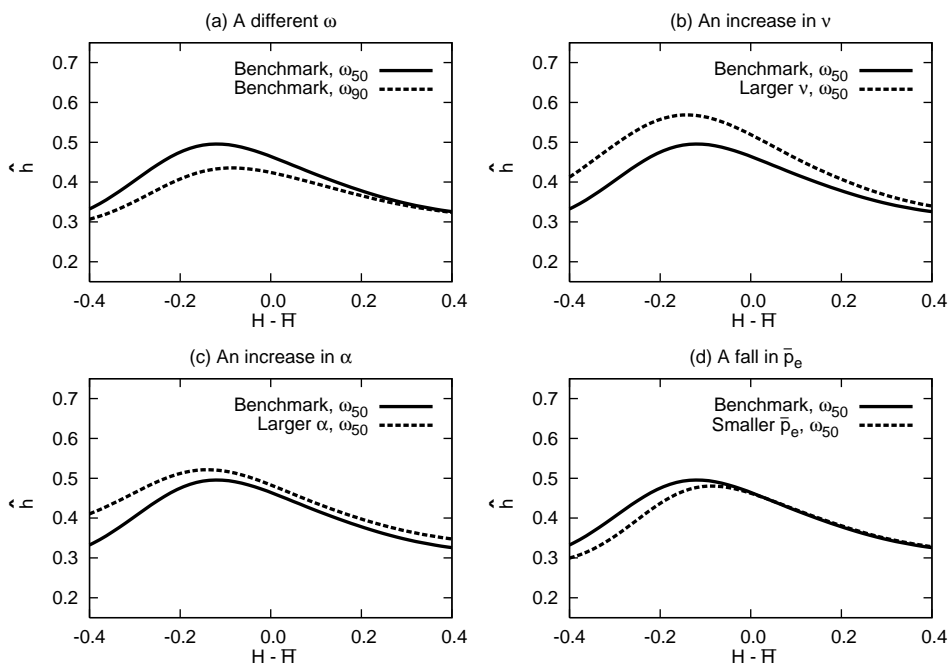 (a) A different ω
Benchmark, ω50
Benchmark, ω90
0.7
0.6
0.5
0.4
0.3
0.2
ĥ
-0.4 -0.2 0.0 0.2 0.4
H - H̅
(b) An increase in ν
Benchmark, ω50
Larger ν, ω50
0.7
0.6
0.5
0.4
0.3
0.2
ĥ
-0.4 -0.2 0.0 0.2 0.4
H - H̅
(c) An increase in α
Benchmark, ω50
Larger α, ω50
0.7
0.6
0.5
0.4
0.3
0.2
ĥ
-0.4 -0.2 0.0 0.2 0.4
H - H̅
(d) A fall in p̅e
Benchmark, ω50
Smaller p̅e, ω50
0.7
0.6
0.5
0.4
0.3
0.2
ĥ
-0.4 -0.2 0.0 0.2 0.4
H - H̅